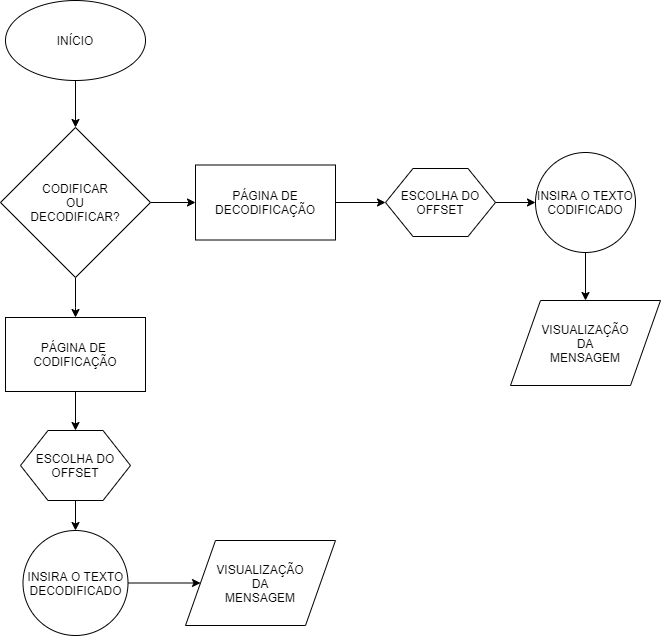 INÍCIO
CODIFICAR
OU
DECODIFICAR?
PÁGINA DE
DECODIFICAÇÃO
ESCOLHA DO
OFFSET
INSIRA O TEXTO
CODIFICADO
VISUALIZAÇÃO
DA
MENSAGEM
PÁGINA DE
CODIFICAÇÃO
ESCOLHA DO
OFFSET
INSIRA O TEXTO
DECODIFICADO
VISUALIZAÇÃO
DA
MENSAGEM